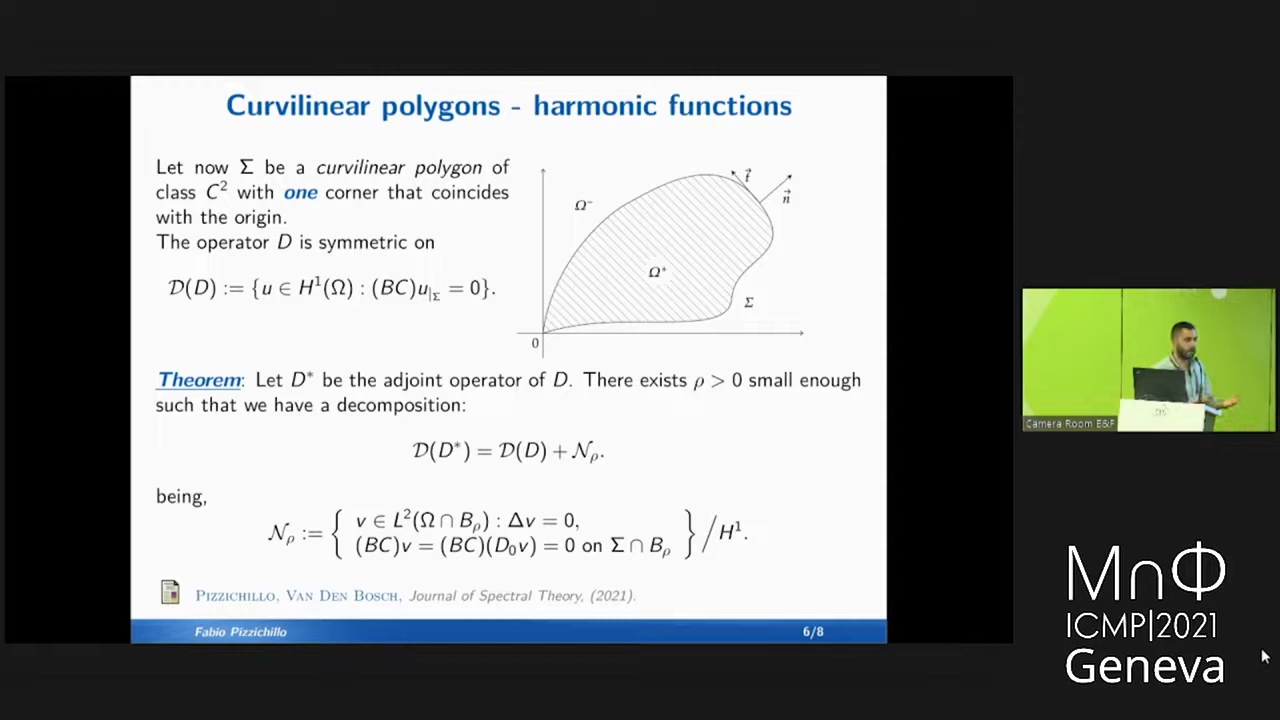 Curvilinear polygons - harmonic functions
Let now Σ be a curvilinear polygon of
class C² with one corner that coincides
with the origin.
The operator D is symmetric on
𝒟(D) := {u ∈ H¹(Ω) : (BC)u|_Σ = 0}.
Ω⁻
t⃗
n⃗
Ω⁺
Σ
0
Theorem: Let D* be the adjoint operator of D. There exists ρ > 0 small enough
such that we have a decomposition:
𝒟(D*) = 𝒟(D) + 𝒩_ρ.
being,
𝒩_ρ := { v ∈ L²(Ω ∩ B_ρ) : Δv = 0,
(BC)v = (BC)(D₀v) = 0 on Σ ∩ B_ρ } / H¹.
PIZZICHILLO, VAN DEN BOSCH, Journal of Spectral Theory, (2021).
Fabio Pizzichillo 6/8
Camera Room E&F
M∩Φ
ICMP|2021
Geneva